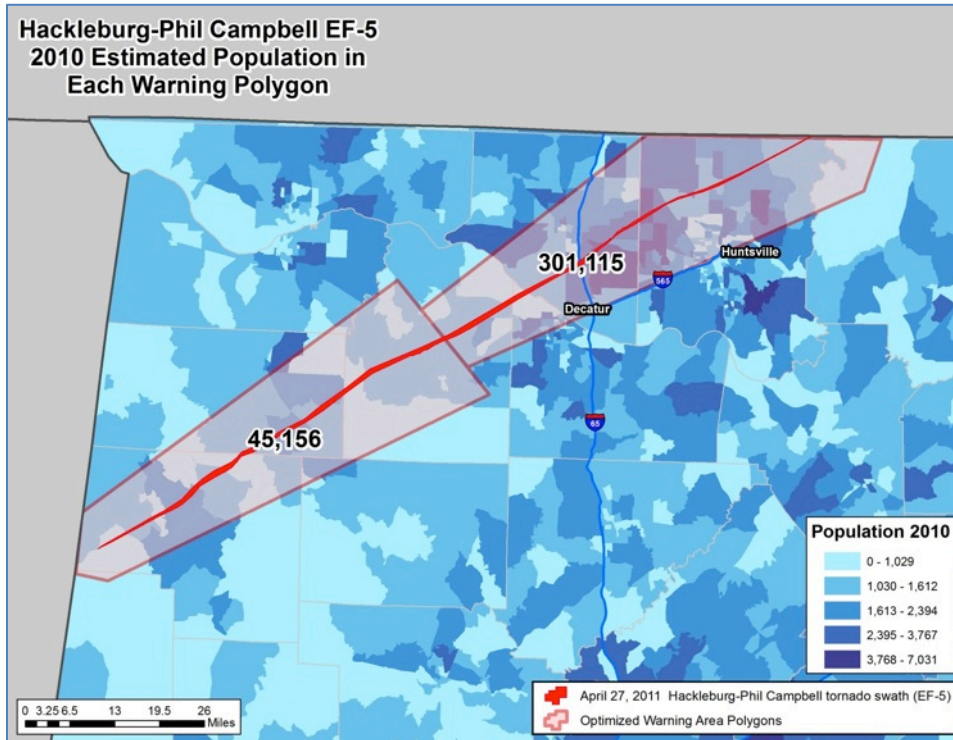 Hackleburg-Phil Campbell EF-5
2010 Estimated Population in
Each Warning Polygon
Huntsville
301,115
565
Decatur
65
45,156
Population 2010
0 - 1,029
1,030 - 1,612
1,613 - 2,394
2,395 - 3,767
3,768 - 7,031
April 27, 2011 Hackleburg-Phil Campbell tornado swath (EF-5)
Optimized Warning Area Polygons
0 3.25 6.5 13 19.5 26
Miles